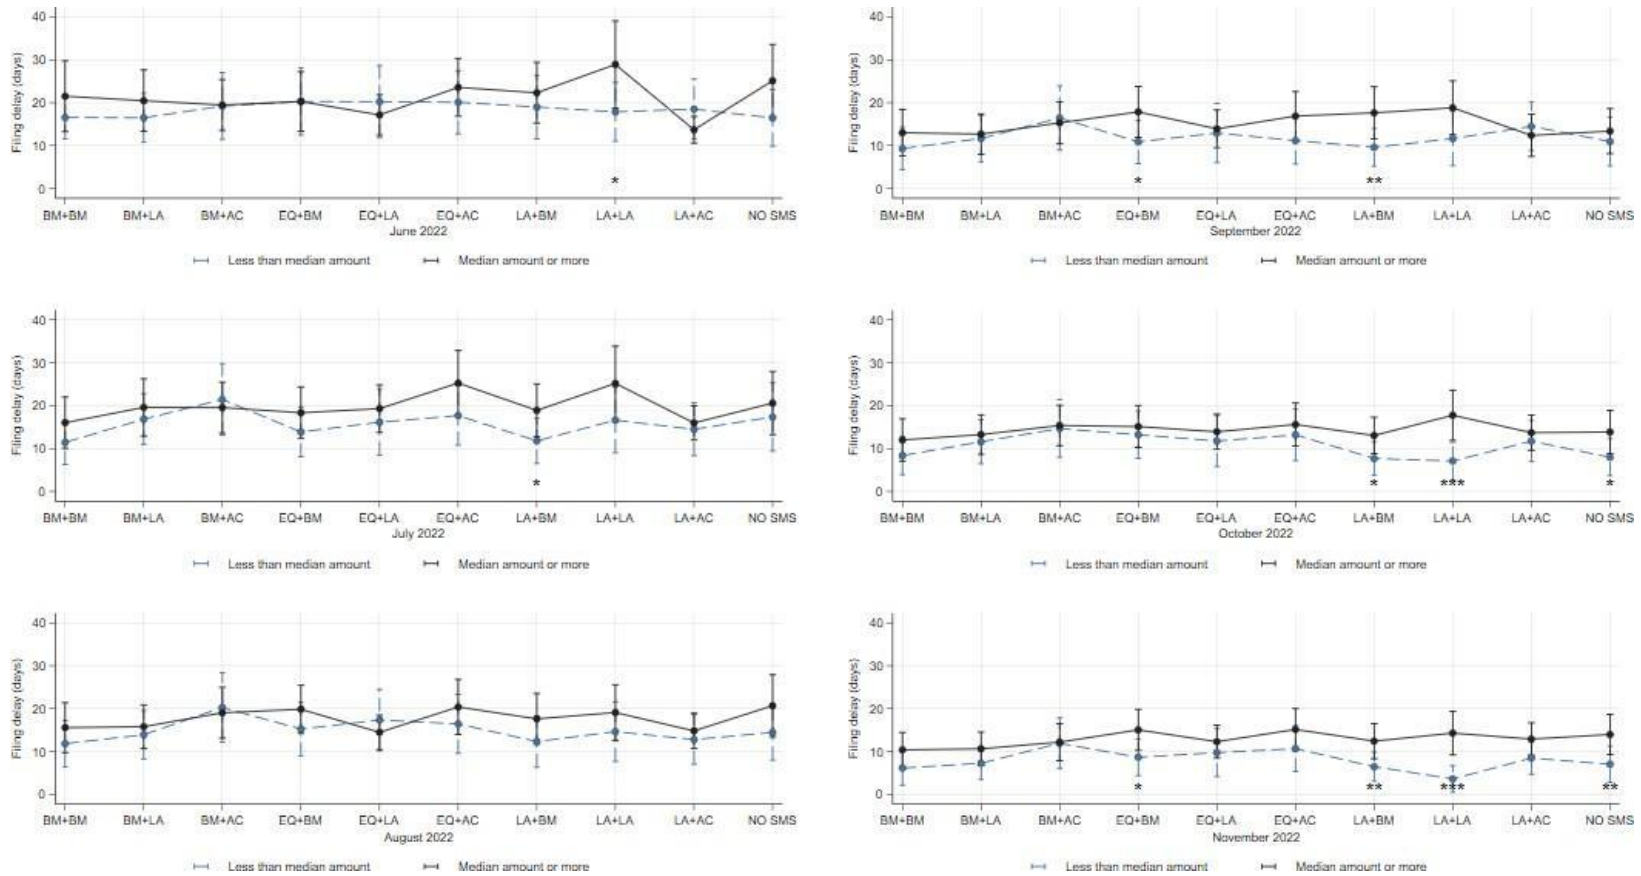 Filing delay (days)
40
30
20
10
0
*
BM+BM BM+LA BM+AC EQ+BM EQ+LA EQ+AC LA+BM LA+LA LA+AC NO SMS
June 2022
Less than median amount Median amount or more
Filing delay (days)
40
30
20
10
0
* **
BM+BM BM+LA BM+AC EQ+BM EQ+LA EQ+AC LA+BM LA+LA LA+AC NO SMS
September 2022
Less than median amount Median amount or more
Filing delay (days)
40
30
20
10
0
*
BM+BM BM+LA BM+AC EQ+BM EQ+LA EQ+AC LA+BM LA+LA LA+AC NO SMS
July 2022
Less than median amount Median amount or more
Filing delay (days)
40
30
20
10
0
* *** *
BM+BM BM+LA BM+AC EQ+BM EQ+LA EQ+AC LA+BM LA+LA LA+AC NO SMS
October 2022
Less than median amount Median amount or more
Filing delay (days)
40
30
20
10
0
BM+BM BM+LA BM+AC EQ+BM EQ+LA EQ+AC LA+BM LA+LA LA+AC NO SMS
August 2022
Less than median amount Median amount or more
Filing delay (days)
40
30
20
10
0
* ** *** **
BM+BM BM+LA BM+AC EQ+BM EQ+LA EQ+AC LA+BM LA+LA LA+AC NO SMS
November 2022
Less than median amount Median amount or more